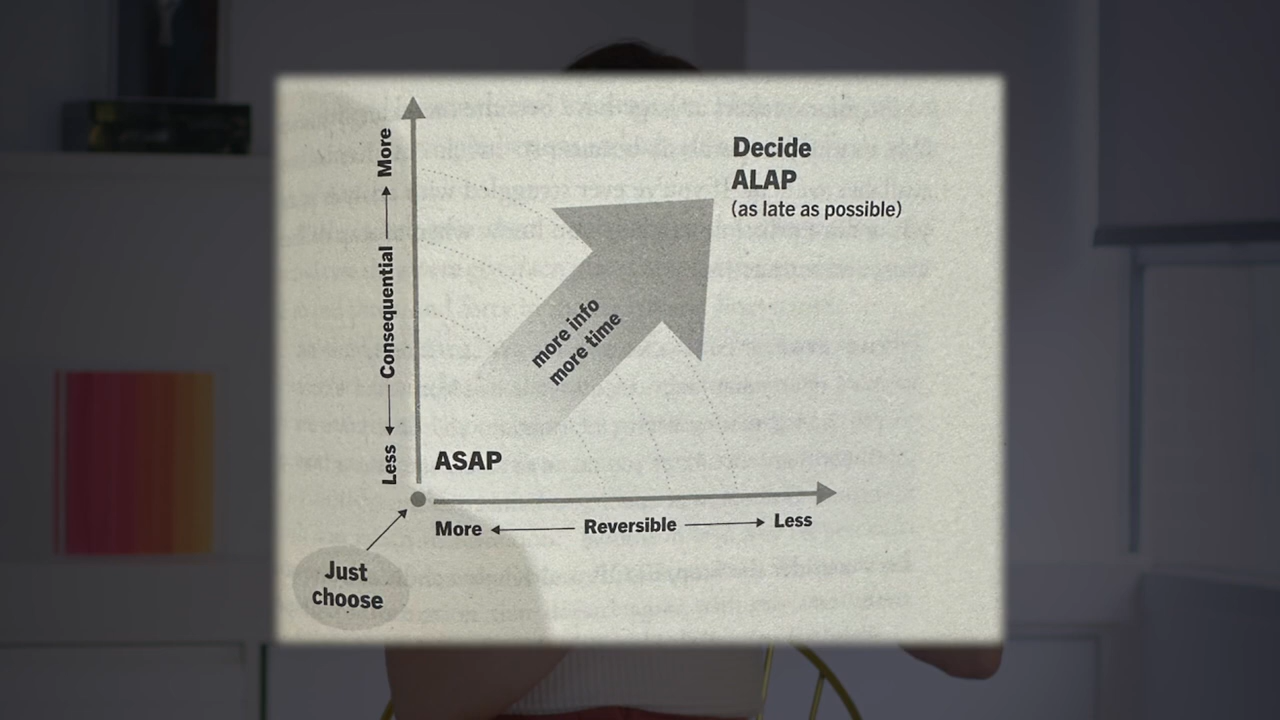 More
Consequential
Less
Decide
ALAP
(as late as possible)
more info
more time
ASAP
More
Reversible
Less
Just
choose